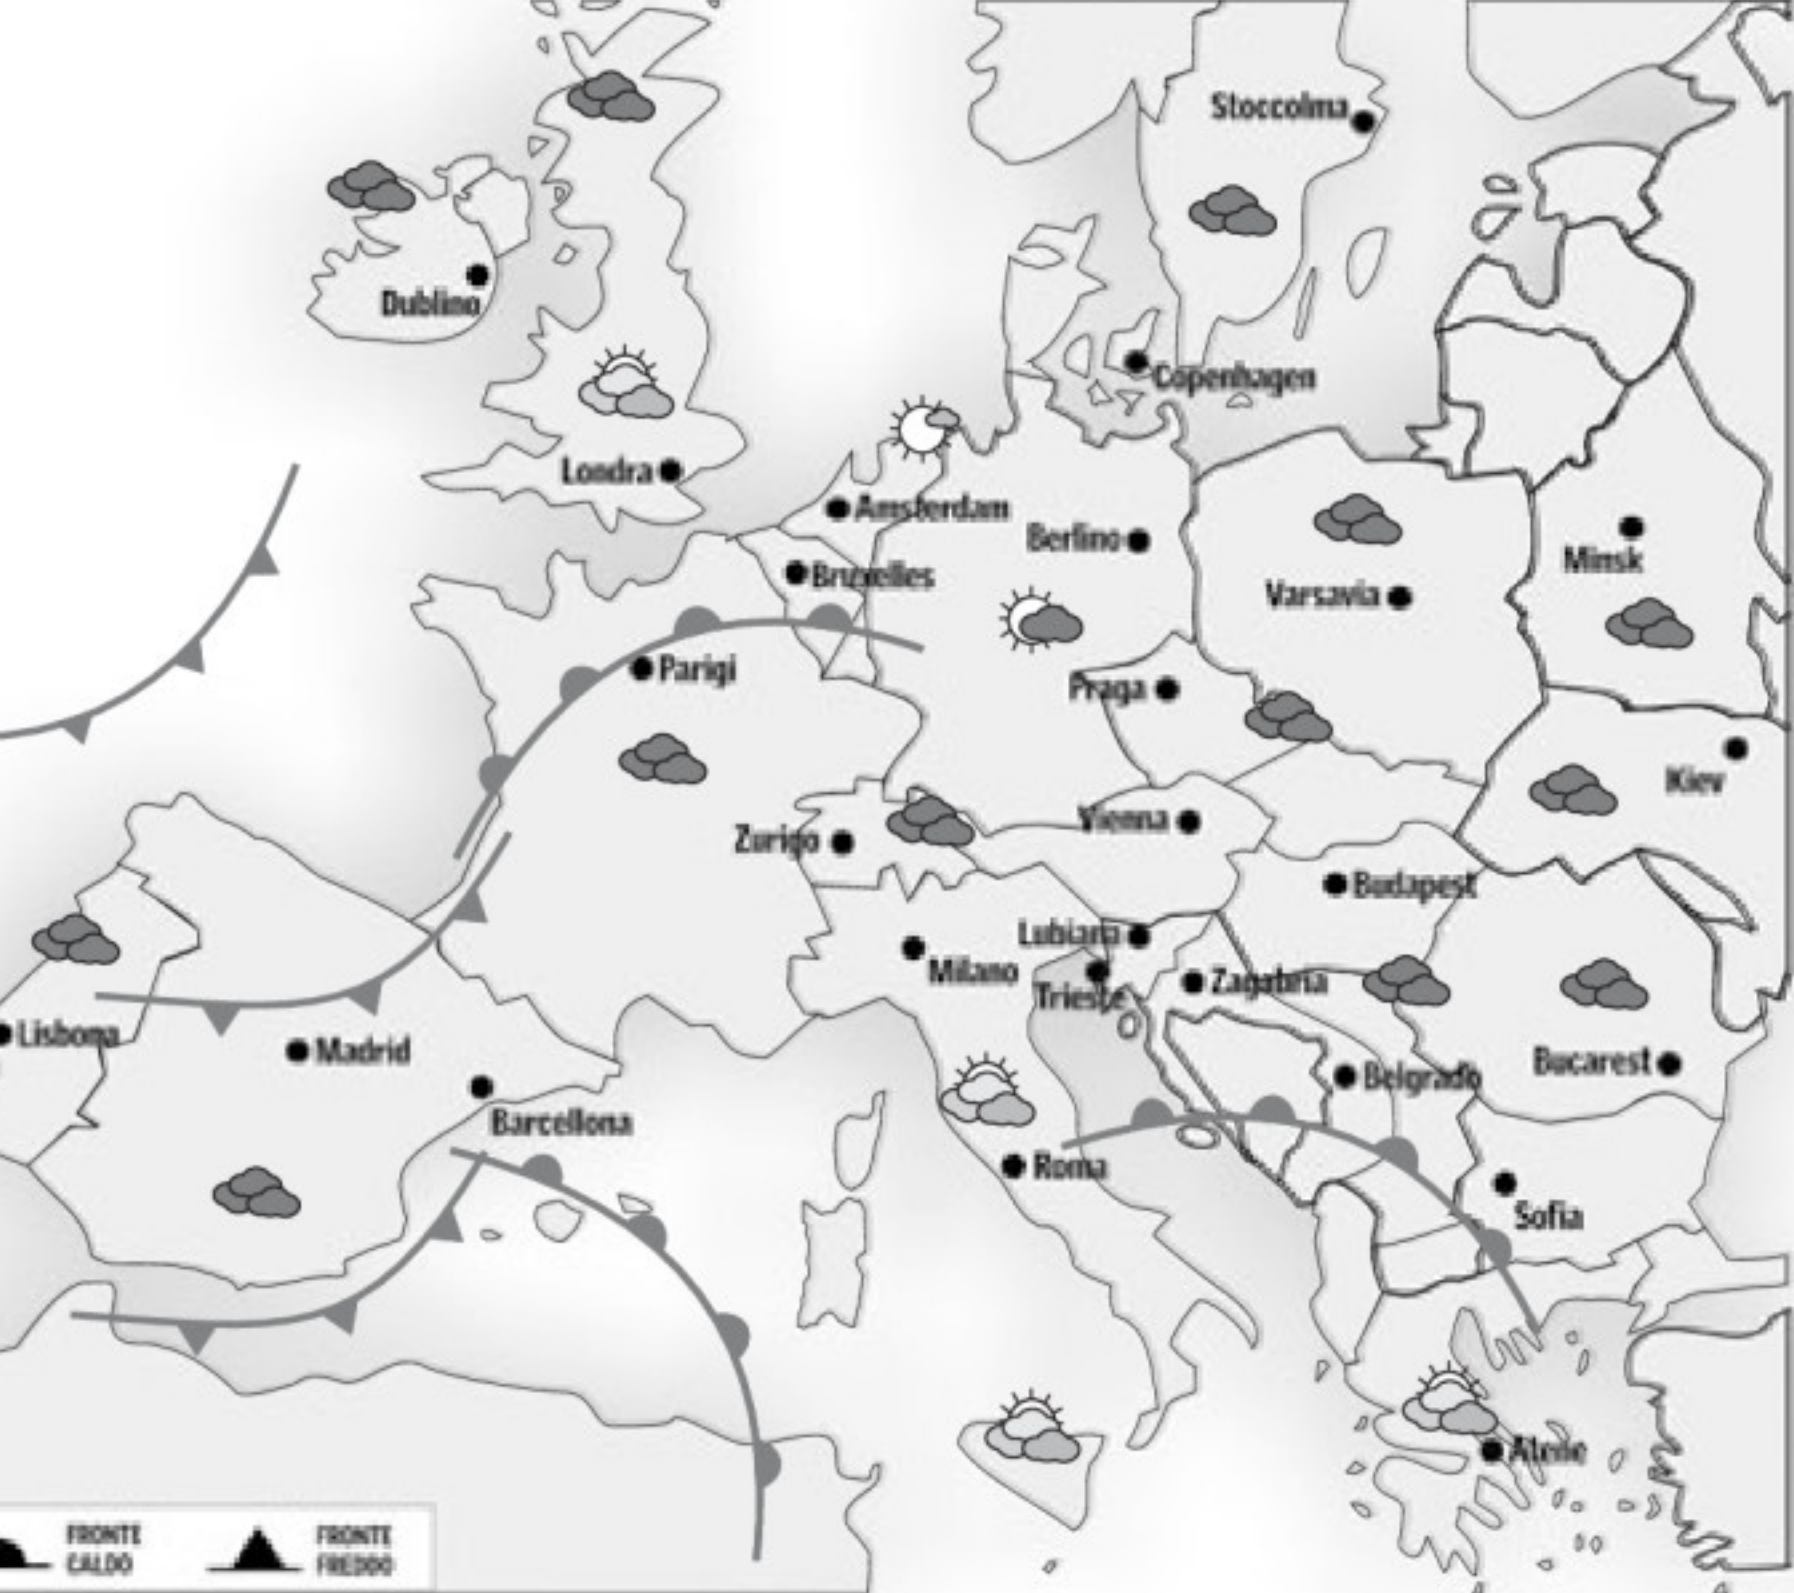 Stoccolma
Dublino
Copenhagen
Londra
Amsterdam
Berlino
Bruxelles
Minsk
Varsavia
Parigi
Praga
Kiev
Vienna
Zurigo
Budapest
Lubiana
Milano
Zagabria
Trieste
Lisbona
Madrid
Bucarest
Belgrado
Barcellona
Roma
Sofia
Atene
FRONTE
CALDO
FRONTE
FREDDO